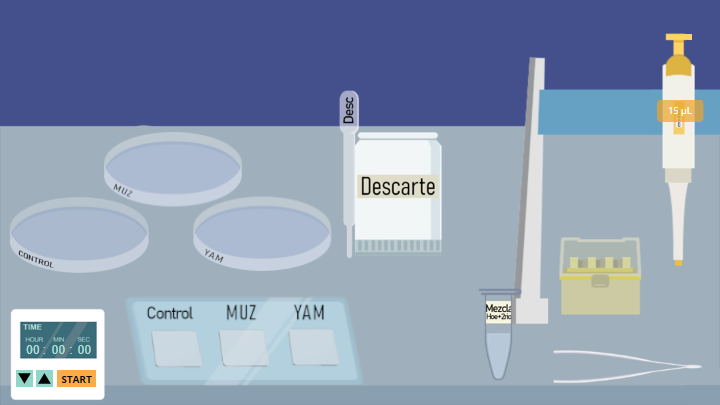 15 µL
Desc
Descarte
MUZ
CONTROL
YAM
Control MUZ YAM
Mezcla
TIME
HOUR MIN SEC
00 : 00 : 00
START